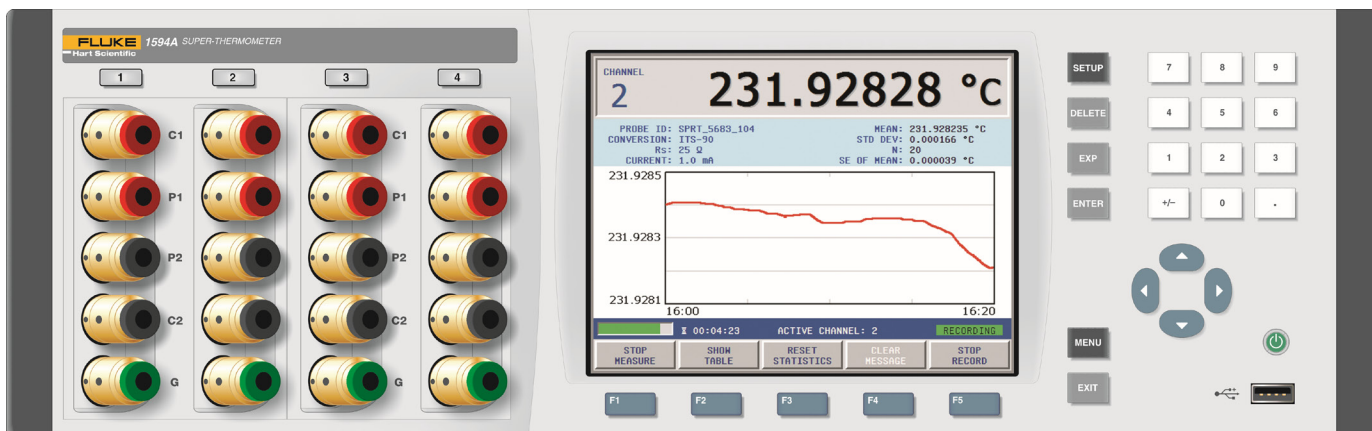 FLUKE 1594A SUPER-THERMOMETER
Hart Scientific
1 2 3 4
C1 C1
P1 P1
P2 P2
C2 C2
G G
CHANNEL
2
231.92828 °C
PROBE ID: SPRT_5683_104
CONVERSION: ITS-90
Rs: 25 Ω
CURRENT: 1.0 mA
MEAN: 231.928235 °C
STD DEV: 0.000166 °C
N: 20
SE OF MEAN: 0.000039 °C
231.9285
231.9283
231.9281
16:00 16:20
00:04:23 ACTIVE CHANNEL: 2 RECORDING
STOP
MEASURE
SHOW
TABLE
RESET
STATISTICS
CLEAR
MESSAGE
STOP
RECORD
F1 F2 F3 F4 F5
SETUP 7 8 9
DELETE 4 5 6
EXP 1 2 3
ENTER +/− 0 .
MENU
EXIT